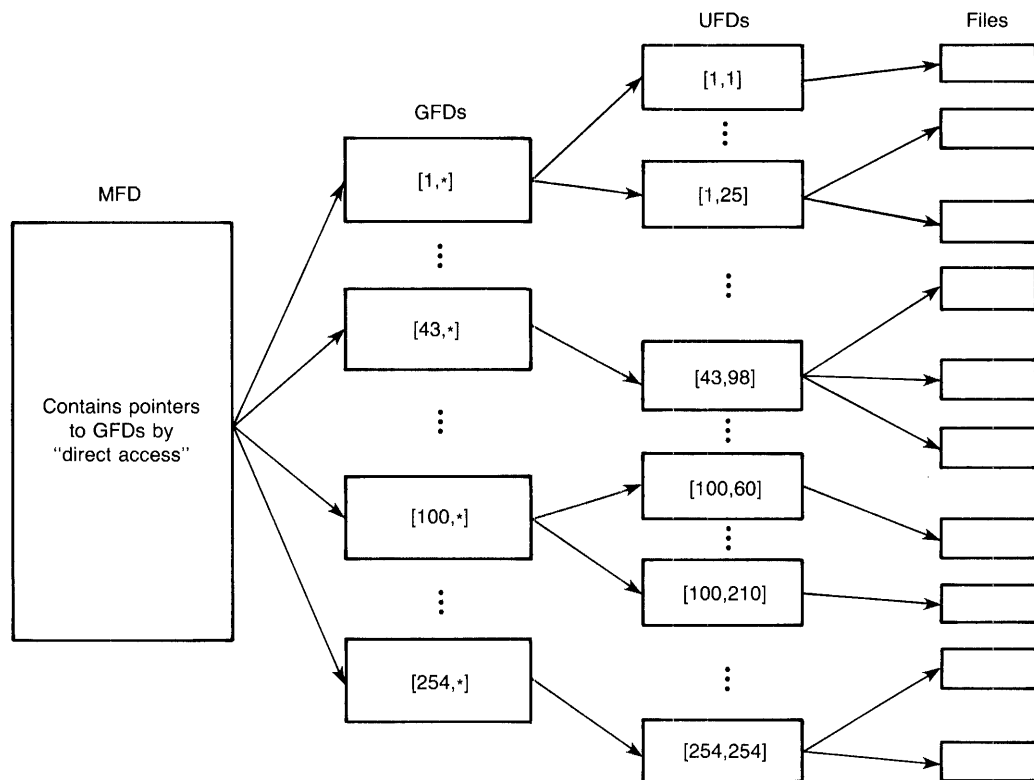 UFDs
Files
[1,1]
GFDs
[1,*]
[1,25]
MFD
[43,*]
[43,98]
Contains pointers
to GFDs by
"direct access"
[100,*]
[100,60]
[100,210]
[254,*]
[254,254]